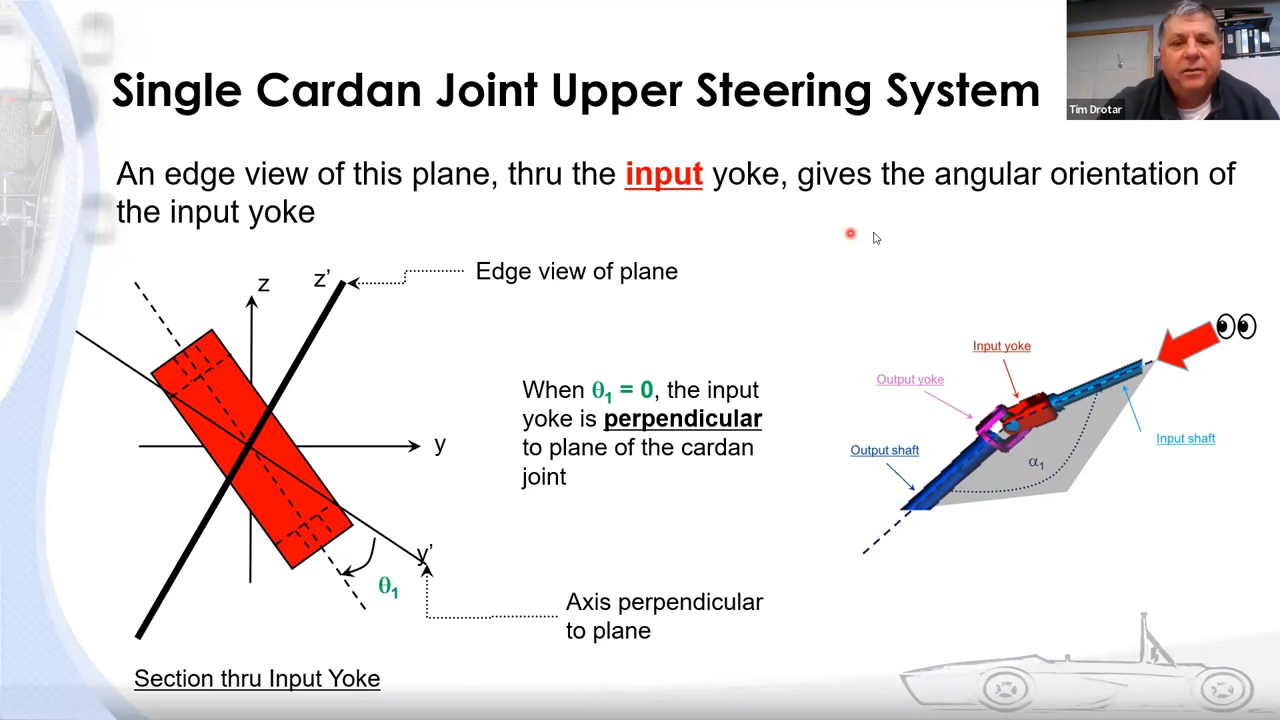 Single Cardan Joint Upper Steering System
Tim Drotar
An edge view of this plane, thru the input yoke, gives the angular orientation of
the input yoke
z
z’
Edge view of plane
y
When θ1 = 0, the input
yoke is perpendicular
to plane of the cardan
joint
Input yoke
Output yoke
Input shaft
Output shaft
α1
y’
θ1
Axis perpendicular
to plane
Section thru Input Yoke